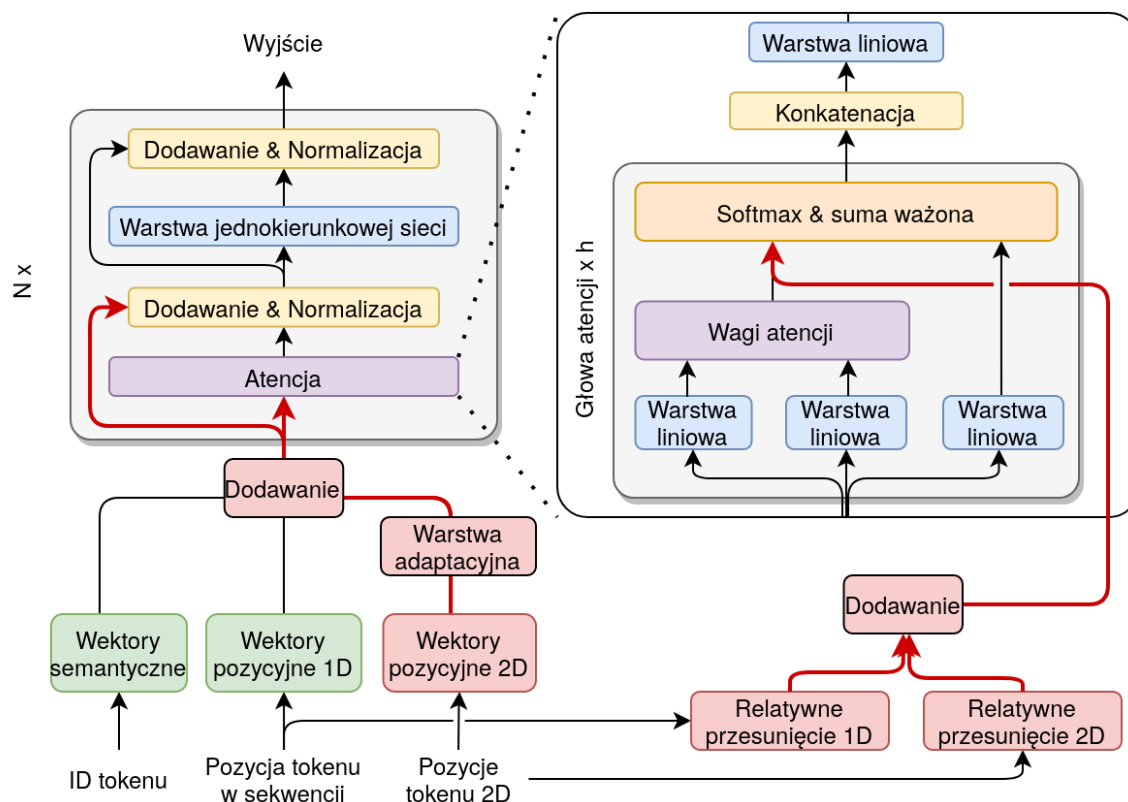 Wyjście
Dodawanie & Normalizacja
Warstwa jednokierunkowej sieci
Dodawanie & Normalizacja
Atencja
N x
Dodawanie
Warstwa
adaptacyjna
Wektory
semantyczne
Wektory
pozycyjne 1D
Wektory
pozycyjne 2D
ID tokenu
Pozycja tokenu
w sekwencji
Pozycje
tokenu 2D
Warstwa liniowa
Konkatenacja
Softmax & suma ważona
Wagi atencji
Warstwa
liniowa
Warstwa
liniowa
Warstwa
liniowa
Głowa atencji x h
Dodawanie
Relatywne
przesunięcie 1D
Relatywne
przesunięcie 2D